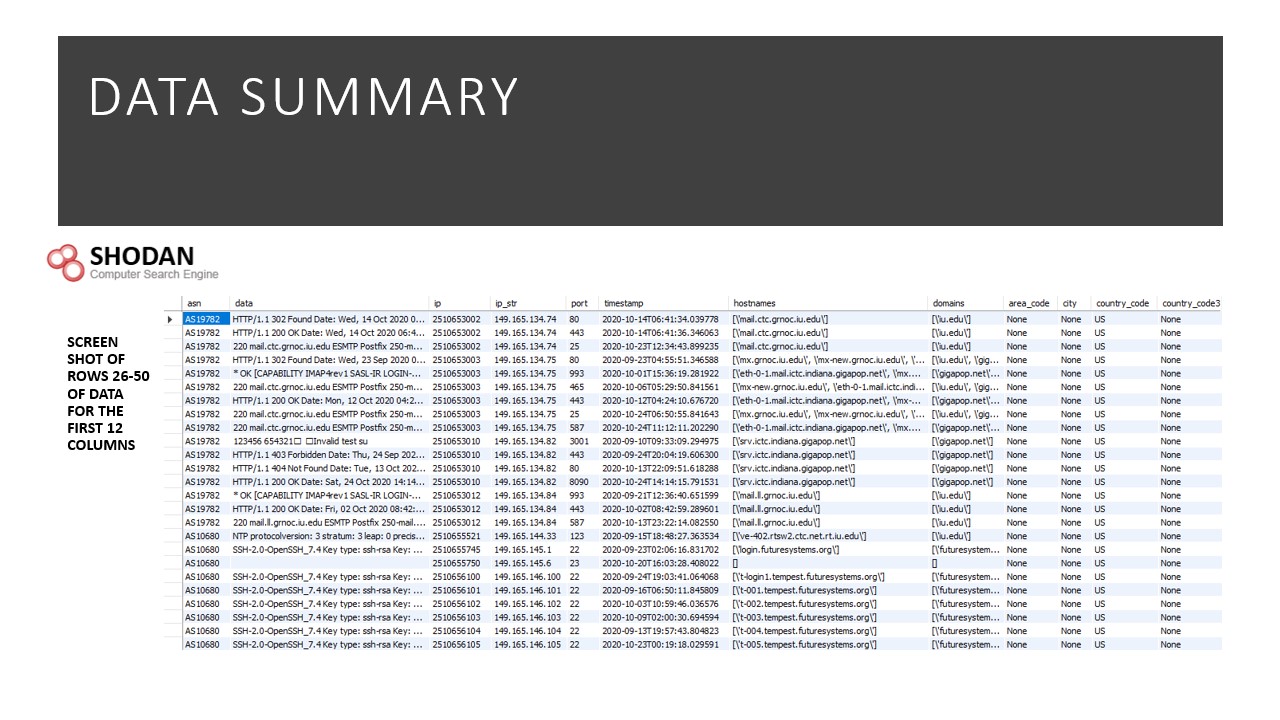 DATA SUMMARY
SHODAN
Computer Search Engine
SCREEN
SHOT OF
ROWS 26-50
OF DATA
FOR THE
FIRST 12
COLUMNS
asn data ip ip_str port timestamp hostnames domains area_code city country_code country_code3
AS19782 HTTP/1.1 302 Found Date: Wed, 14 Oct 2020 0... 2510653002 149.165.134.74 80 2020-10-14T06:41:34.039778 [\'mail.ctc.grnoc.iu.edu\'] [\'iu.edu\'] None None US None
AS19782 HTTP/1.1 200 OK Date: Wed, 14 Oct 2020 06:4... 2510653002 149.165.134.74 443 2020-10-14T06:41:36.346063 [\'mail.ctc.grnoc.iu.edu\'] [\'iu.edu\'] None None US None
AS19782 220 mail.ctc.grnoc.iu.edu ESMTP Postfix 250-m... 2510653002 149.165.134.74 25 2020-10-23T12:34:43.899235 [\'mail.ctc.grnoc.iu.edu\'] [\'iu.edu\'] None None US None
AS19782 HTTP/1.1 302 Found Date: Wed, 23 Sep 2020 0... 2510653003 149.165.134.75 80 2020-09-23T04:55:51.346588 [\'mx.grnoc.iu.edu\', \'mx-new.grnoc.iu.edu\', \'... [\'iu.edu\', \'gig... None None US None
AS19782 * OK [CAPABILITY IMAP4rev1 SASL-IR LOGIN-... 2510653003 149.165.134.75 993 2020-10-01T15:36:19.281922 [\'eth-0-1.mail.ictc.indiana.gigapop.net\', \'mx.... [\'gigapop.net\'... None None US None
AS19782 220 mail.ctc.grnoc.iu.edu ESMTP Postfix 250-m... 2510653003 149.165.134.75 465 2020-10-06T05:29:50.841561 [\'mx-new.grnoc.iu.edu\', \'eth-0-1.mail.ictc.indi... [\'iu.edu\', \'gig... None None US None
AS19782 HTTP/1.1 200 OK Date: Mon, 12 Oct 2020 04:2... 2510653003 149.165.134.75 443 2020-10-12T04:24:10.676720 [\'eth-0-1.mail.ictc.indiana.gigapop.net\', \'mx-... [\'gigapop.net\'... None None US None
AS19782 220 mail.ctc.grnoc.iu.edu ESMTP Postfix 250-m... 2510653003 149.165.134.75 25 2020-10-24T06:50:55.841643 [\'mx.grnoc.iu.edu\', \'mx-new.grnoc.iu.edu\', \'... [\'iu.edu\', \'gig... None None US None
AS19782 220 mail.ctc.grnoc.iu.edu ESMTP Postfix 250-m... 2510653003 149.165.134.75 587 2020-10-24T11:12:11.202290 [\'eth-0-1.mail.ictc.indiana.gigapop.net\', \'mx.... [\'gigapop.net\'... None None US None
AS19782 123456 654321□ □Invalid test su 2510653010 149.165.134.82 3001 2020-09-10T09:33:09.294975 [\'srv.ictc.indiana.gigapop.net\'] [\'gigapop.net\'] None None US None
AS19782 HTTP/1.1 403 Forbidden Date: Thu, 24 Sep 202... 2510653010 149.165.134.82 443 2020-09-24T20:04:19.606300 [\'srv.ictc.indiana.gigapop.net\'] [\'gigapop.net\'] None None US None
AS19782 HTTP/1.1 404 Not Found Date: Tue, 13 Oct 202... 2510653010 149.165.134.82 80 2020-10-13T22:09:51.618288 [\'srv.ictc.indiana.gigapop.net\'] [\'gigapop.net\'] None None US None
AS19782 HTTP/1.1 200 OK Date: Sat, 24 Oct 2020 14:14... 2510653010 149.165.134.82 8090 2020-10-24T14:14:15.791531 [\'srv.ictc.indiana.gigapop.net\'] [\'gigapop.net\'] None None US None
AS19782 * OK [CAPABILITY IMAP4rev1 SASL-IR LOGIN-... 2510653012 149.165.134.84 993 2020-09-21T12:36:40.651599 [\'mail.ll.grnoc.iu.edu\'] [\'iu.edu\'] None None US None
AS19782 HTTP/1.1 200 OK Date: Fri, 02 Oct 2020 08:42:... 2510653012 149.165.134.84 443 2020-10-02T08:42:59.286901 [\'mail.ll.grnoc.iu.edu\'] [\'iu.edu\'] None None US None
AS19782 220 mail.ll.grnoc.iu.edu ESMTP Postfix 250-mail.... 2510653012 149.165.134.84 587 2020-10-13T23:22:14.082550 [\'mail.ll.grnoc.iu.edu\'] [\'iu.edu\'] None None US None
AS10680 NTP protocolversion: 3 stratum: 3 leap: 0 precis... 2510655521 149.165.144.33 123 2020-09-15T18:48:27.363534 [\'ve-402.rtsw2.ctc.net.rt.iu.edu\'] [\'iu.edu\'] None None US None
AS10680 SSH-2.0-OpenSSH_7.4 Key type: ssh-rsa Key: ... 2510655745 149.165.145.1 22 2020-09-23T02:06:16.831702 [\'login.futuresystems.org\'] [\'futuresystem... None None US None
AS10680 2510655750 149.165.145.6 23 2020-10-20T16:03:28.408022 [] [] None None US None
AS10680 SSH-2.0-OpenSSH_7.4 Key type: ssh-rsa Key: ... 2510656100 149.165.146.100 22 2020-09-24T19:03:41.064068 [\'t-login1.tempest.futuresystems.org\'] [\'futuresystem... None None US None
AS10680 SSH-2.0-OpenSSH_7.4 Key type: ssh-rsa Key: ... 2510656101 149.165.146.101 22 2020-09-16T06:50:11.845809 [\'t-001.tempest.futuresystems.org\'] [\'futuresystem... None None US None
AS10680 SSH-2.0-OpenSSH_7.4 Key type: ssh-rsa Key: ... 2510656102 149.165.146.102 22 2020-10-03T10:59:46.036576 [\'t-002.tempest.futuresystems.org\'] [\'futuresystem... None None US None
AS10680 SSH-2.0-OpenSSH_7.4 Key type: ssh-rsa Key: ... 2510656103 149.165.146.103 22 2020-10-09T02:00:30.694594 [\'t-003.tempest.futuresystems.org\'] [\'futuresystem... None None US None
AS10680 SSH-2.0-OpenSSH_7.4 Key type: ssh-rsa Key: ... 2510656104 149.165.146.104 22 2020-09-13T19:57:43.804823 [\'t-004.tempest.futuresystems.org\'] [\'futuresystem... None None US None
AS10680 SSH-2.0-OpenSSH_7.4 Key type: ssh-rsa Key: ... 2510656105 149.165.146.105 22 2020-10-23T00:19:18.029591 [\'t-005.tempest.futuresystems.org\'] [\'futuresystem... None None US None